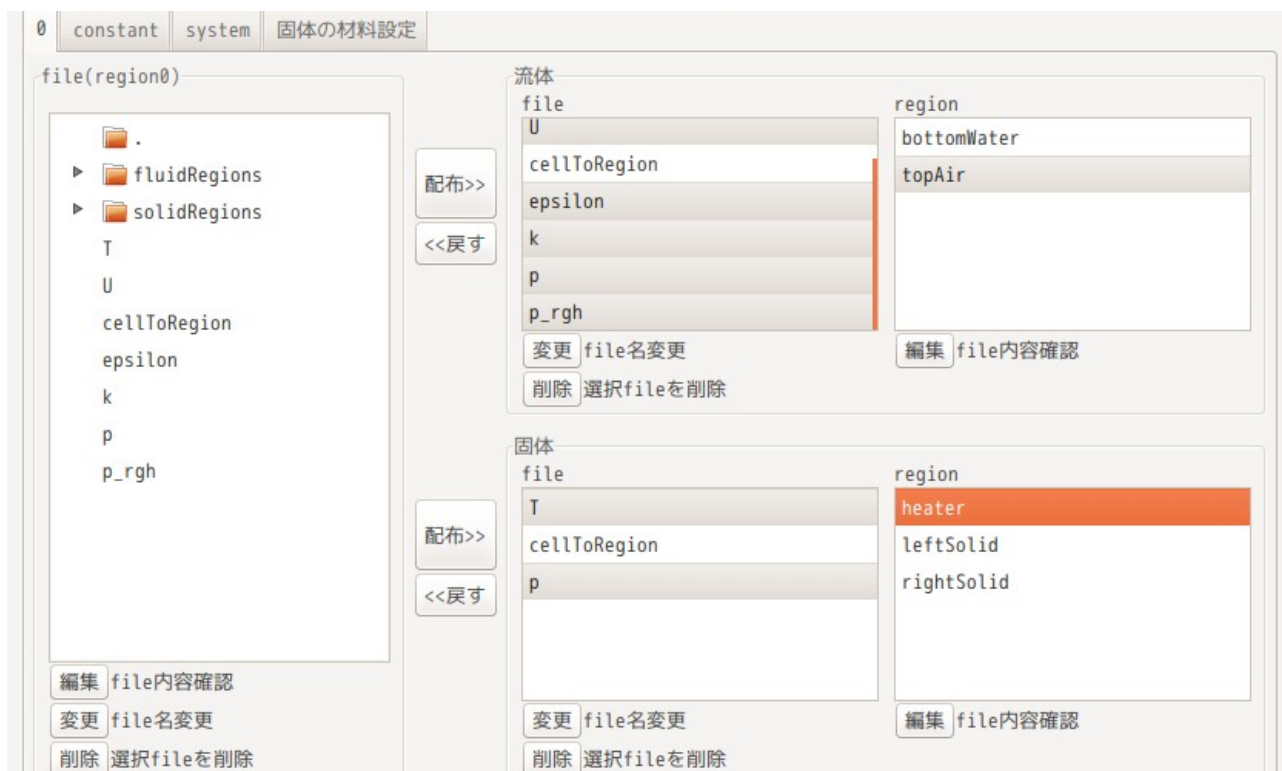 0 constant system 固体の材料設定
file(region0)
.
fluidRegions
solidRegions
T
U
cellToRegion
epsilon
k
p
p_rgh
編集 file内容確認
変更 file名変更
削除 選択fileを削除
配布>>
<<戻す
配布>>
<<戻す
流体
file
U
cellToRegion
epsilon
k
p
p_rgh
変更 file名変更
削除 選択fileを削除
region
bottomWater
topAir
編集 file内容確認
固体
file
T
cellToRegion
p
変更 file名変更
削除 選択fileを削除
region
heater
leftSolid
rightSolid
編集 file内容確認